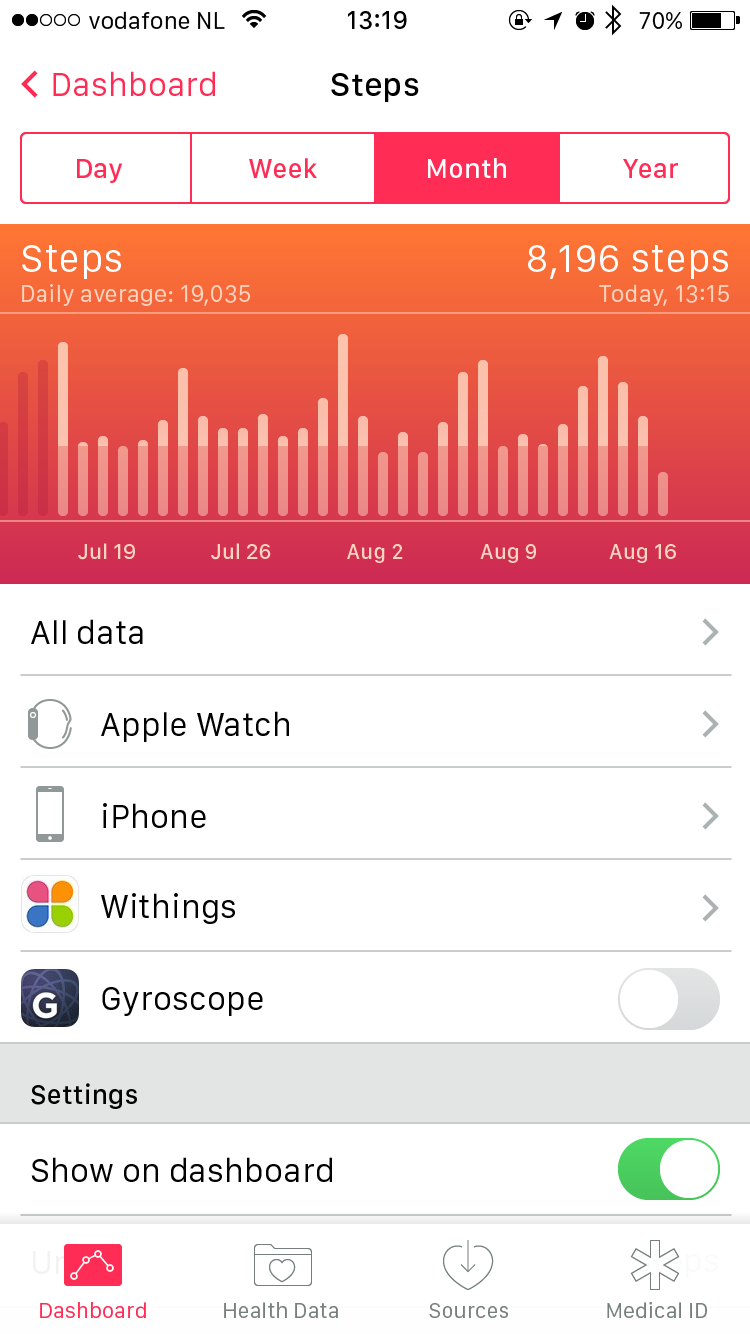 vodafone NL 13:19 70%
Dashboard Steps
Day Week Month Year
Steps 8,196 steps
Daily average: 19,035 Today, 13:15
Jul 19 Jul 26 Aug 2 Aug 9 Aug 16
All data
Apple Watch
iPhone
Withings
G Gyroscope
Settings
Show on dashboard
Dashboard Health Data Sources Medical ID